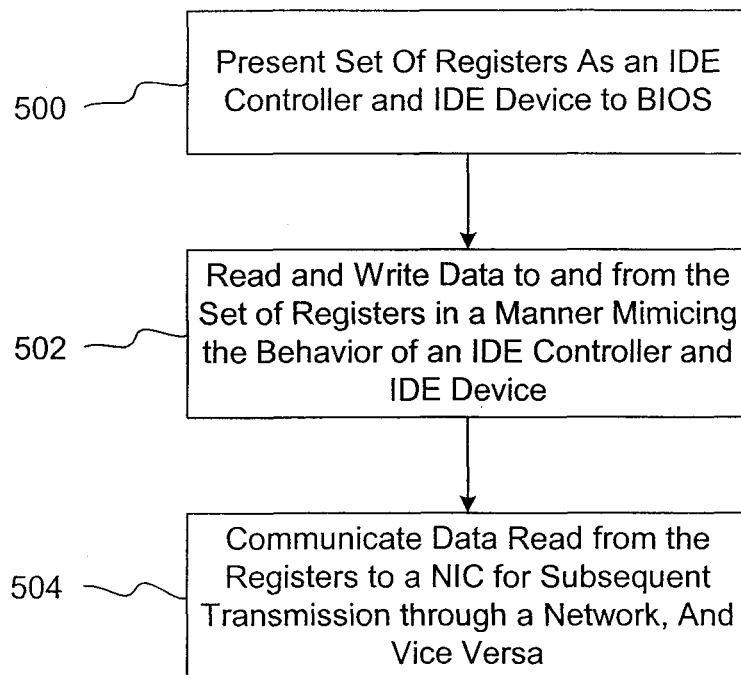 500
Present Set Of Registers As an IDE
Controller and IDE Device to BIOS
502
Read and Write Data to and from the
Set of Registers in a Manner Mimicing
the Behavior of an IDE Controller and
IDE Device
504
Communicate Data Read from the
Registers to a NIC for Subsequent
Transmission through a Network, And
Vice Versa